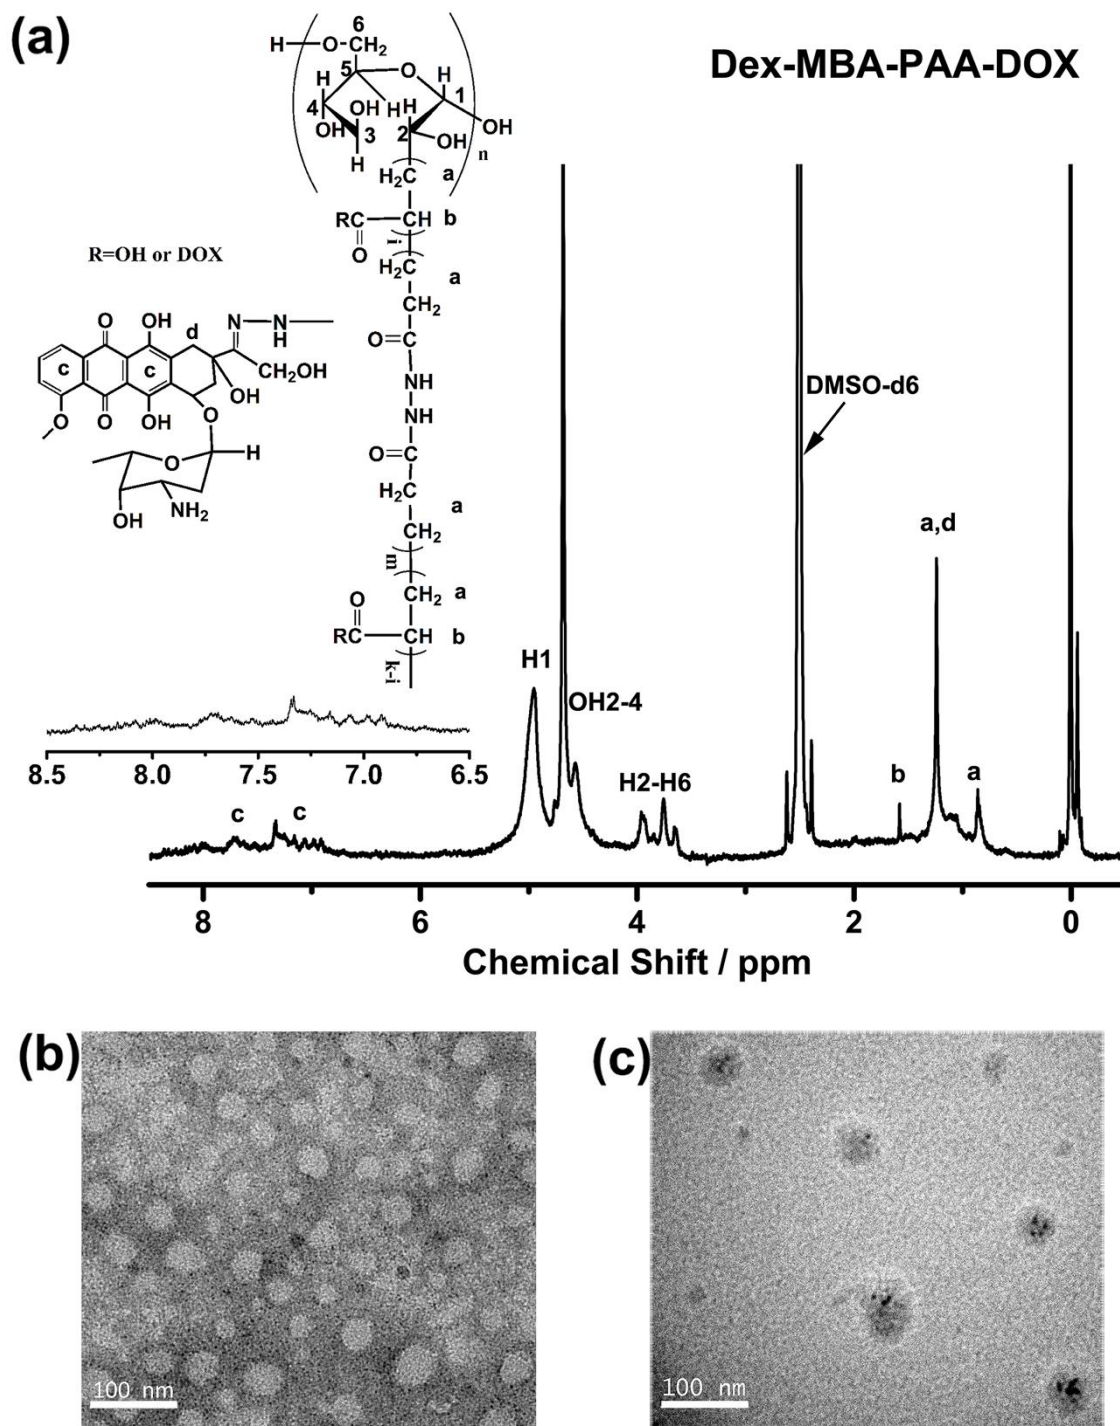 (a)
Dex-MBA-PAA-DOX
6
H-O-CH2
5
O
H
H
1
4
OH
H
H
OH
3
2
OH
OH
H
n
H2C
a
RC
CH
b
O
i
R=OH or DOX
H2C
a
CH2
O
OH
d
N
N
H
O=C
c
c
CH2OH
NH
OH
NH
O
O
OH
O
O=C
O
H
H2C
a
CH2
OH
NH2
m
CH2
a
O
RC
CH
b
k-i
DMSO-d6
a,d
H1
OH2-4
H2-H6
b
a
8.5 8.0 7.5 7.0 6.5
c
c
8 6 4 2 0
Chemical Shift / ppm
(b)
(c)
100 nm
100 nm